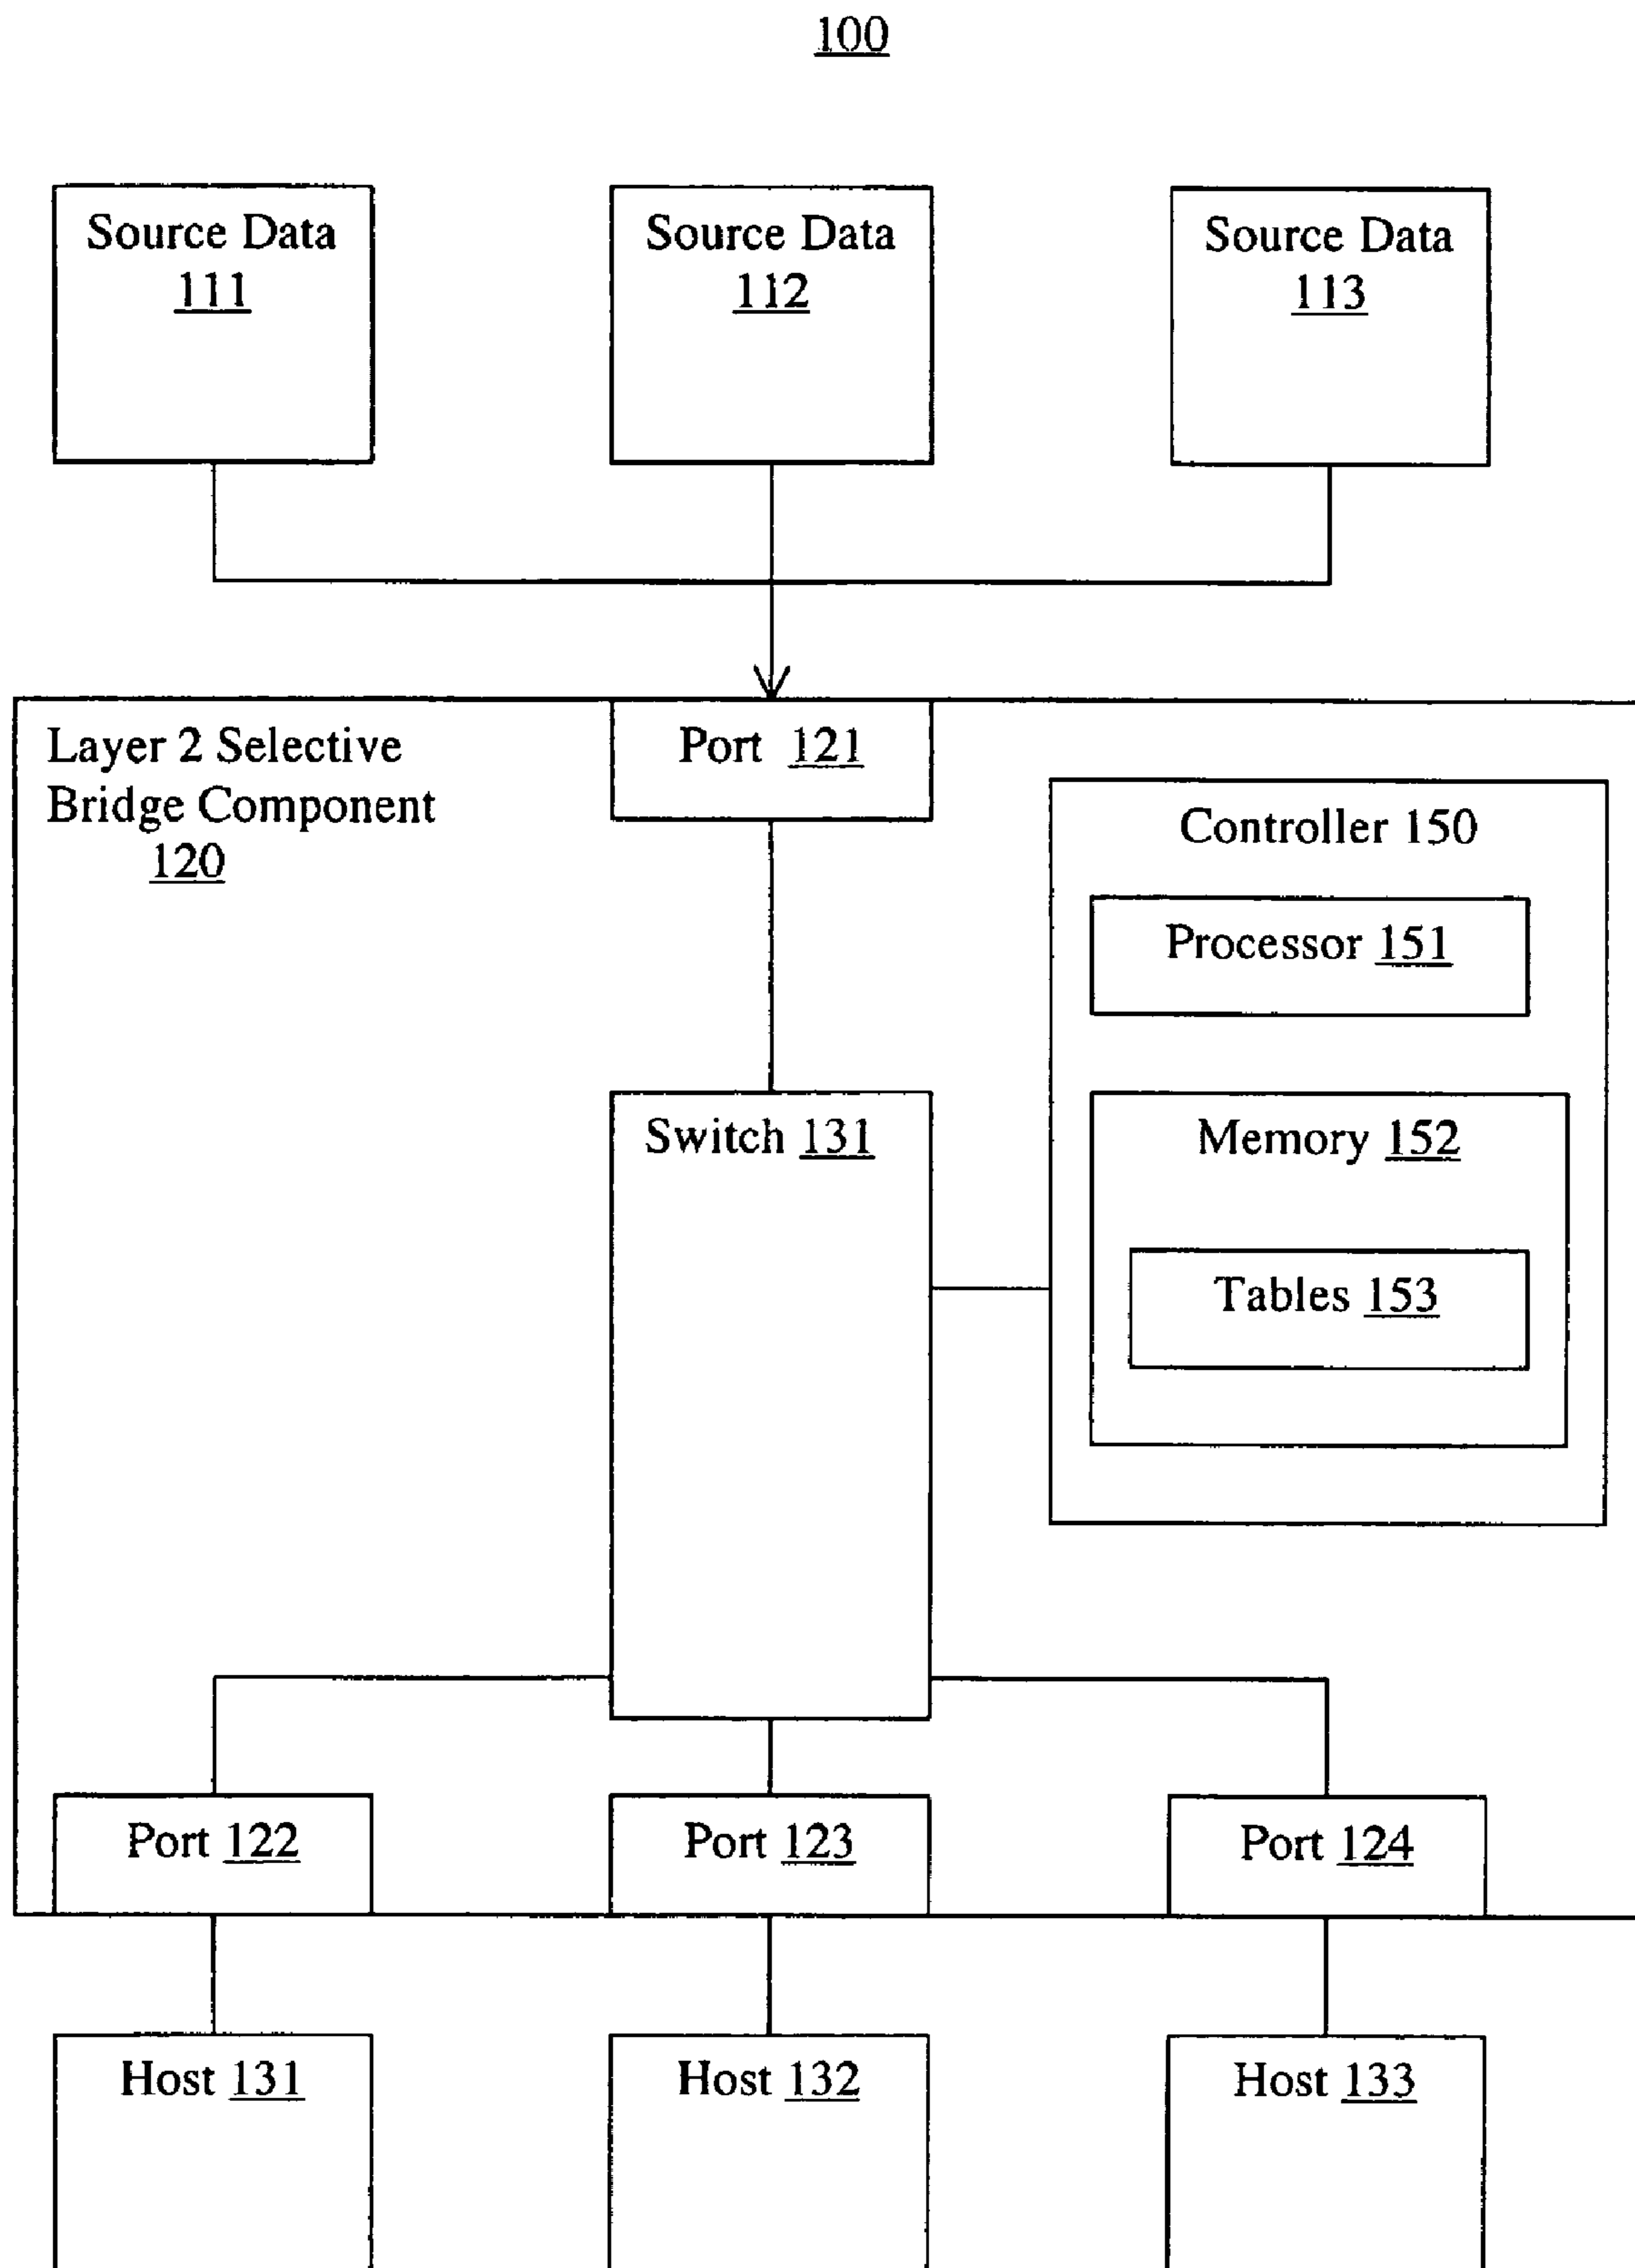 100
Source Data
111
Source Data
112
Source Data
113
Layer 2 Selective
Bridge Component
120
Port 121
Controller 150
Processor 151
Switch 131
Memory 152
Tables 153
Port 122
Port 123
Port 124
Host 131
Host 132
Host 133